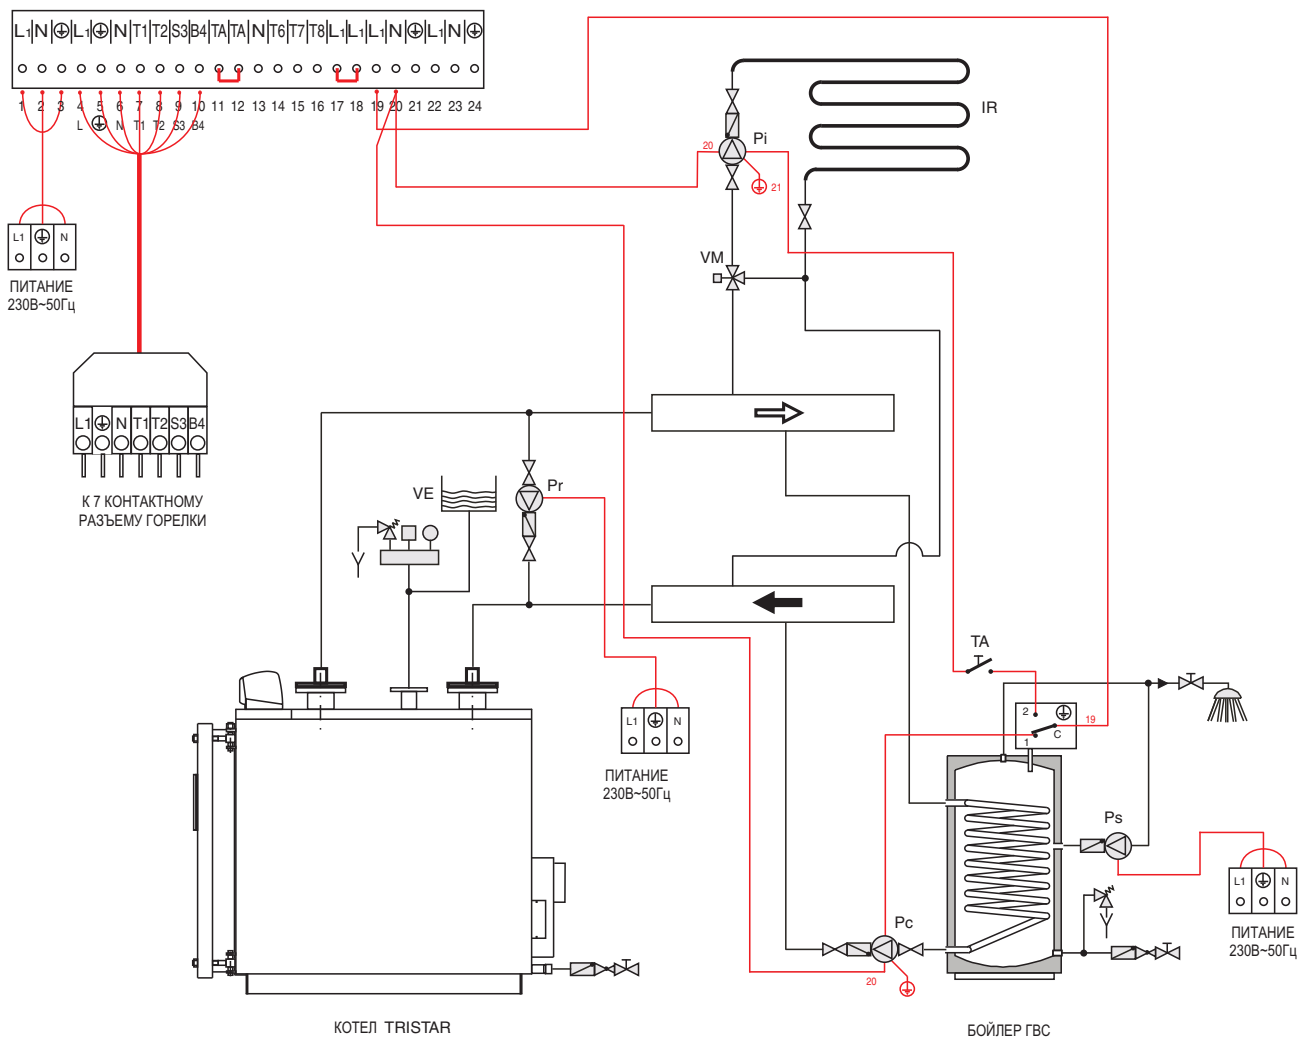 L1 N ⏚ L1 ⏚ N T1 T2 S3 B4 TA TA N T6 T7 T8 L1 L1 L1 N ⏚ L1 N ⏚
1 2 3 4 5 6 7 8 9 10 11 12 13 14 15 16 17 18 19 20 21 22 23 24
L ⏚ N T1 T2 S3 B4
L1 ⏚ N
ПИТАНИЕ
230В~50Гц
L1 ⏚ N T1 T2 S3 B4
К 7 КОНТАКТНОМУ
РАЗЪЕМУ ГОРЕЛКИ
IR
Pi
20
21
VM
VE
Pr
L1 ⏚ N
ПИТАНИЕ
230В~50Гц
TA
2
1
C
19
Ps
L1 ⏚ N
ПИТАНИЕ
230В~50Гц
Pc
20
КОТЕЛ TRISTAR
БОЙЛЕР ГВС